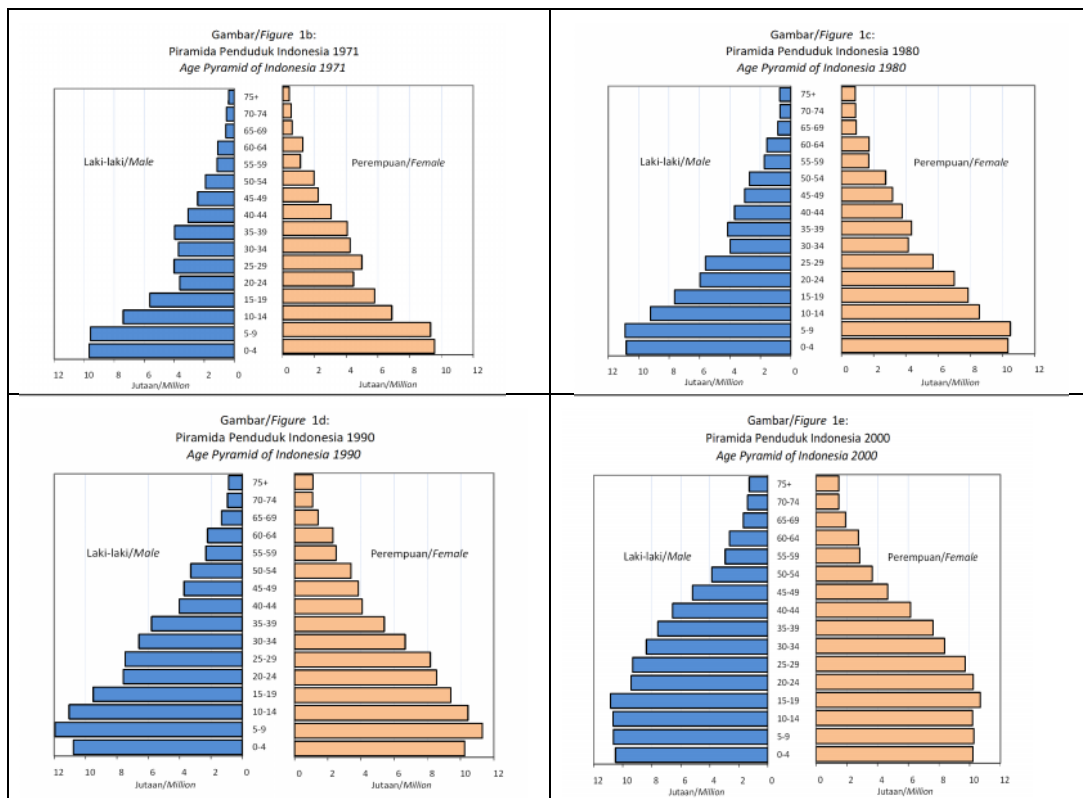 Gambar/Figure 1b:
Piramida Penduduk Indonesia 1971
Age Pyramid of Indonesia 1971
Laki-laki/Male
Perempuan/Female
75+
70-74
65-69
60-64
55-59
50-54
45-49
40-44
35-39
30-34
25-29
20-24
15-19
10-14
5-9
0-4
12 10 8 6 4 2 0
0 2 4 6 8 10 12
Jutaan/Million
Jutaan/Million
Gambar/Figure 1c:
Piramida Penduduk Indonesia 1980
Age Pyramid of Indonesia 1980
Laki-laki/Male
Perempuan/Female
75+
70-74
65-69
60-64
55-59
50-54
45-49
40-44
35-39
30-34
25-29
20-24
15-19
10-14
5-9
0-4
12 10 8 6 4 2 0
0 2 4 6 8 10 12
Jutaan/Million
Jutaan/Million
Gambar/Figure 1d:
Piramida Penduduk Indonesia 1990
Age Pyramid of Indonesia 1990
Laki-laki/Male
Perempuan/Female
75+
70-74
65-69
60-64
55-59
50-54
45-49
40-44
35-39
30-34
25-29
20-24
15-19
10-14
5-9
0-4
12 10 8 6 4 2 0
0 2 4 6 8 10 12
Jutaan/Million
Jutaan/Million
Gambar/Figure 1e:
Piramida Penduduk Indonesia 2000
Age Pyramid of Indonesia 2000
Laki-laki/Male
Perempuan/Female
75+
70-74
65-69
60-64
55-59
50-54
45-49
40-44
35-39
30-34
25-29
20-24
15-19
10-14
5-9
0-4
12 10 8 6 4 2 0
0 2 4 6 8 10 12
Jutaan/Million
Jutaan/Million